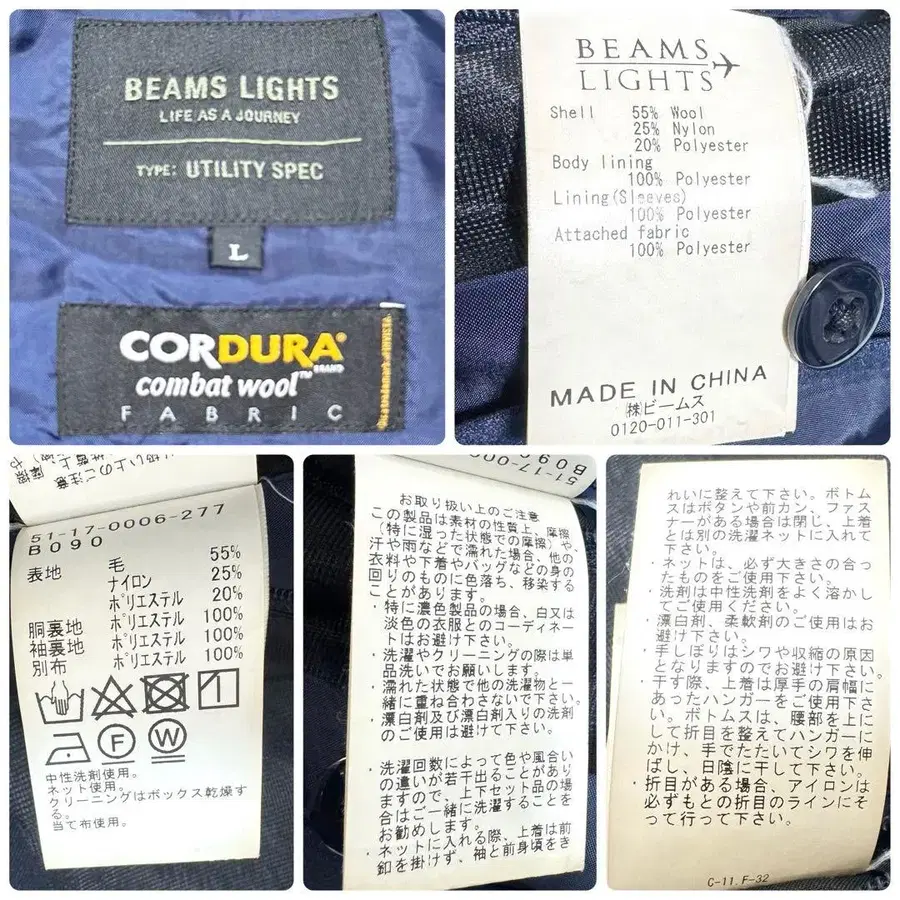 BEAMS LIGHTS
LIFE AS A JOURNEY
TYPE: UTILITY SPEC
L
CORDURA®
BRAND
combat wool™
FABRIC
BEAMS
LIGHTS
Shell 55% Wool
25% Nylon
20% Polyester
Body lining
100% Polyester
Lining(Sleeves)
100% Polyester
Attached fabric
100% Polyester
MADE IN CHINA
㈱ビームス
0120-011-301
51-17-0006-277
B090
表地 毛 55%
ナイロン 25%
ポリエステル 20%
胴裏地 ポリエステル 100%
袖裏地 ポリエステル 100%
別布 ポリエステル 100%
F W
中性洗剤使用。
ネット使用。
クリーニングはボックス乾燥す
る。
当て布使用。
51-17-000
B090
お取り扱い上のご注意
この製品は素材の性質上、摩擦
(特に湿った状態での摩擦)や、
汗や雨などで濡れた場合、他の
衣料や下着やバッグなどの身の
回りのものに色落ち、移染する
ことがあります。
・特に濃色製品の場合、白又は
淡色の衣服とのコーディネー
トはお避け下さい。
・洗濯やクリーニングの際は単
品洗いでお願いします。
・濡れた状態で他の洗濯物と一
緒に重ね合わさないで下さい。
・漂白剤及び漂白剤入りの洗剤
のご使用は避けて下さい。
・洗濯回数によって色や風合い
の違いが若干出ることがあり
ますので、上下セット品の場
合はご一緒に洗濯することを
お勧めします。
・ネットに入れる際、上着は前
釦を掛けず、袖と前身頃をき
れいに整えて下さい。ボトム
スはボタンや前カン、ファス
ナーがある場合は閉じ、上着
とは別の洗濯ネットに入れて
下さい。
・ネットは、必ず大きさの合っ
たものをご使用下さい。
・洗剤は中性洗剤をよく溶かし
てご使用ください。
・漂白剤、柔軟剤のご使用はお
避け下さい。
・手しぼりはシワや収縮の原因
となりますのでお避け下さい。
・干す際、上着は厚手の肩幅に
あったハンガーをご使用下さ
い。ボトムスは、腰部を上に
して折目を整えてハンガーに
かけ、手でたたいてシワを伸
ばし、日陰に干して下さい。
・折目がある場合、アイロンは
必ずもとの折目のラインにそ
って行って下さい。
C-11.F-32